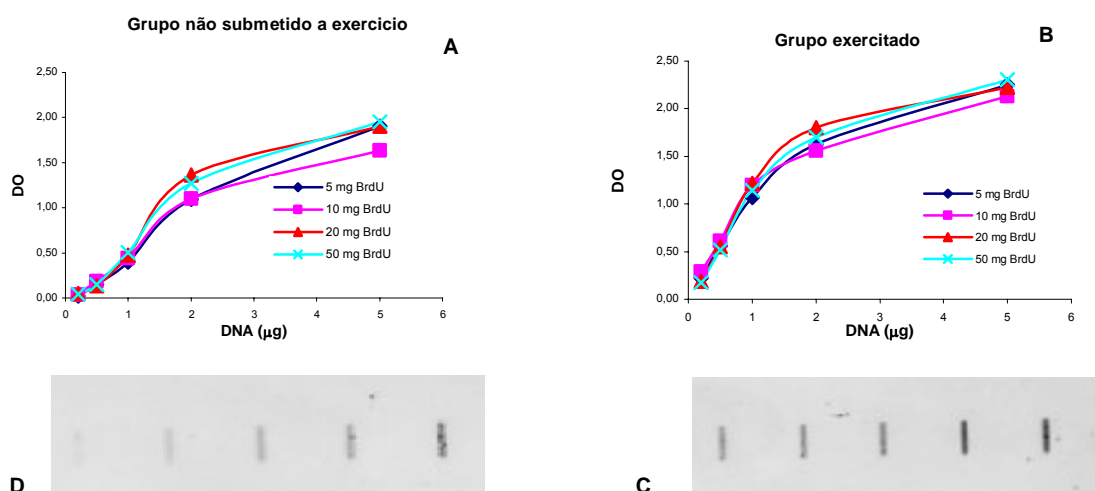 Grupo não submetido a exercicio
A
2,50
2,00
1,50
1,00
0,50
0,00
DO
0 1 2 3 4 5 6
DNA (µg)
5 mg BrdU
10 mg BrdU
20 mg BrdU
50 mg BrdU
Grupo exercitado
B
2,50
2,00
1,50
1,00
0,50
0,00
DO
0 1 2 3 4 5 6
DNA (µg)
5 mg BrdU
10 mg BrdU
20 mg BrdU
50 mg BrdU
D
C